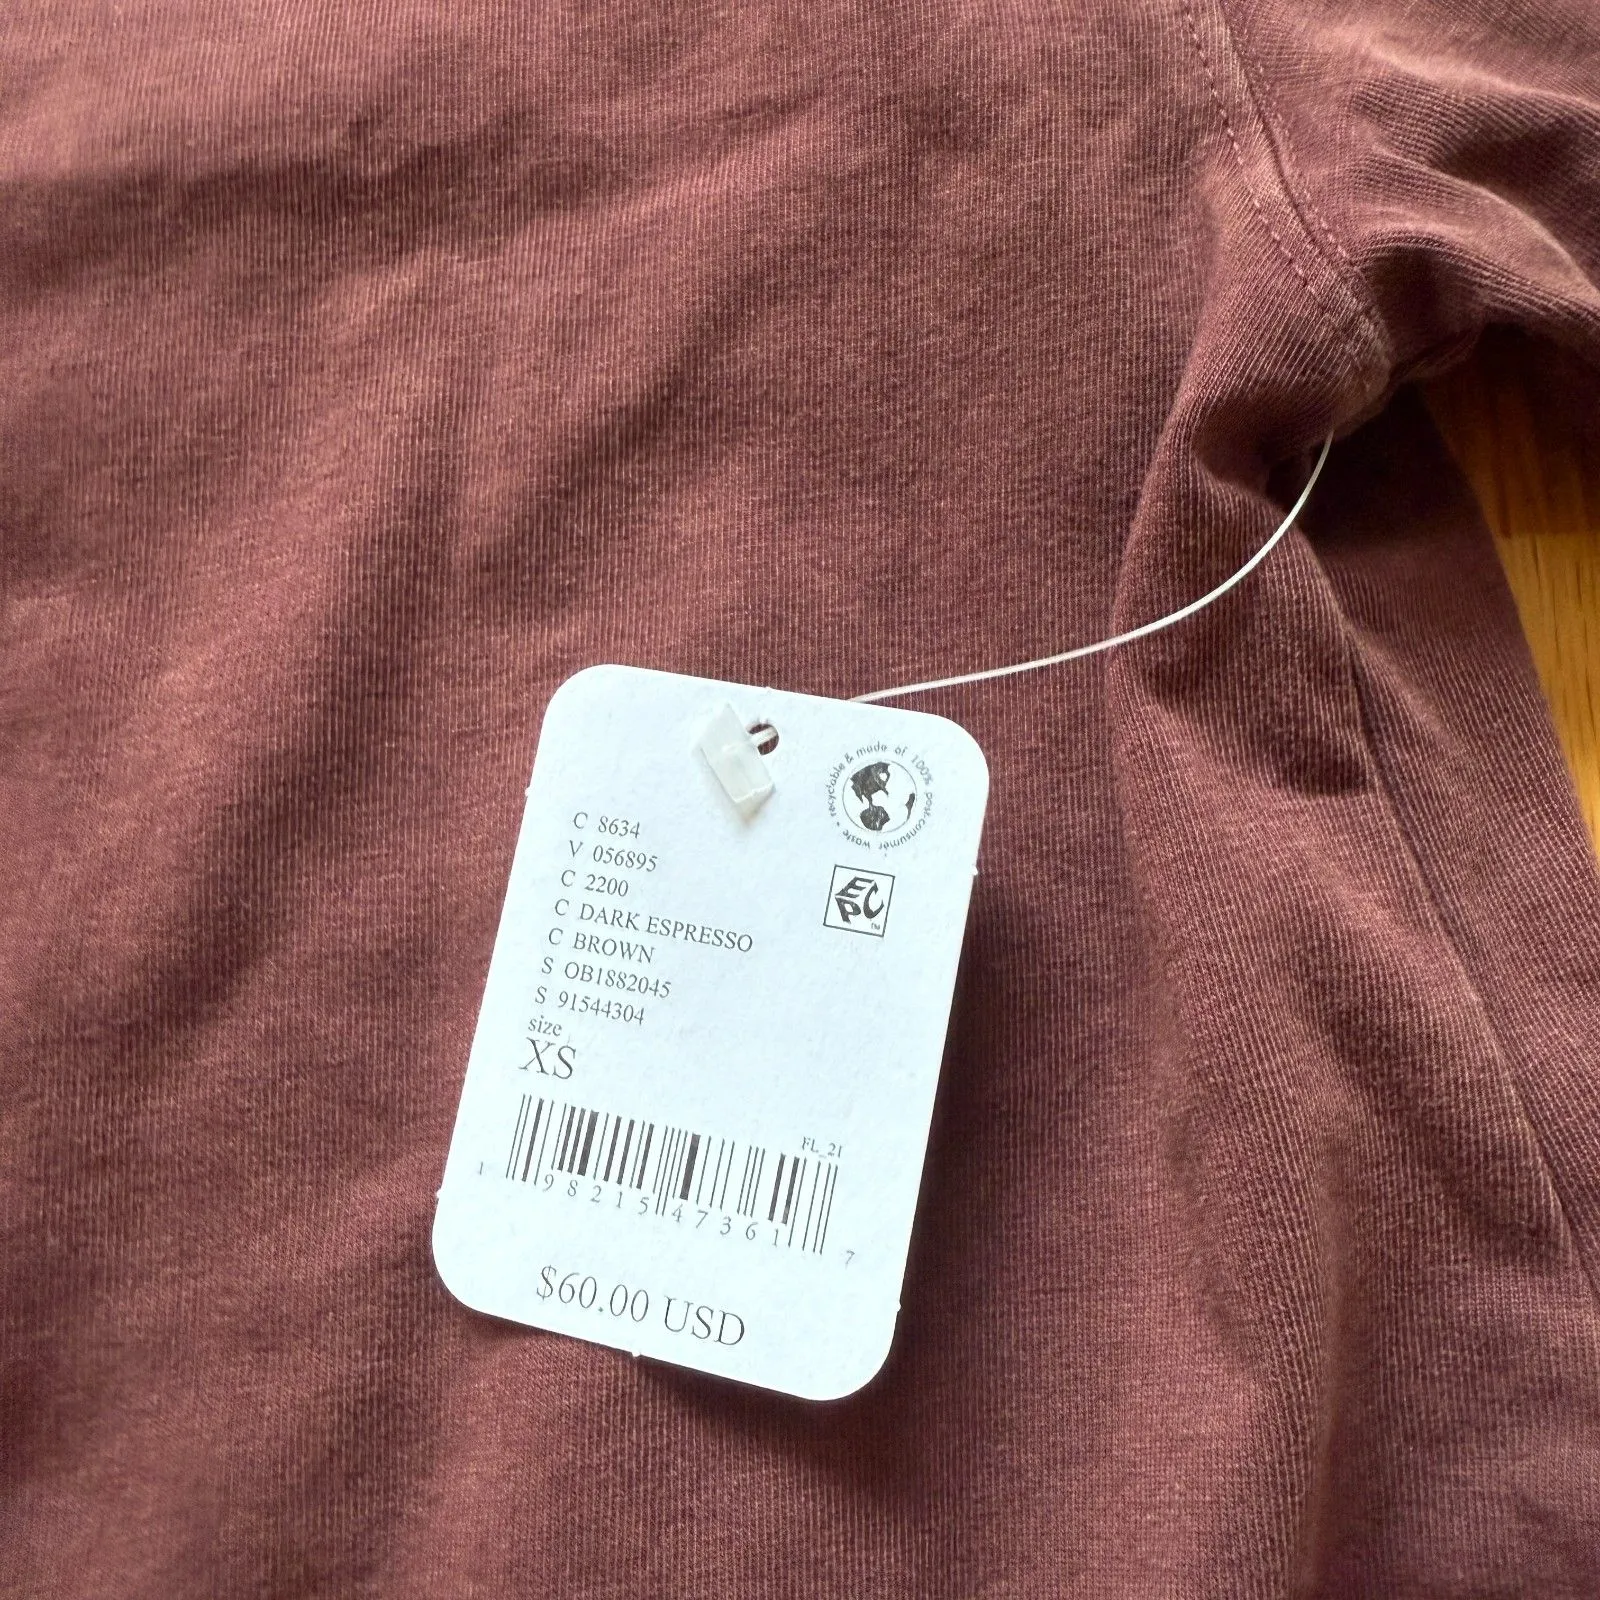 recyclable & made of 100% post-consumer waste •
EPC™
C 8634
V 056895
C 2200
C DARK ESPRESSO
C BROWN
S OB1882045
S 91544304
size
XS
FL_21
1 98215 47361 7
$60.00 USD